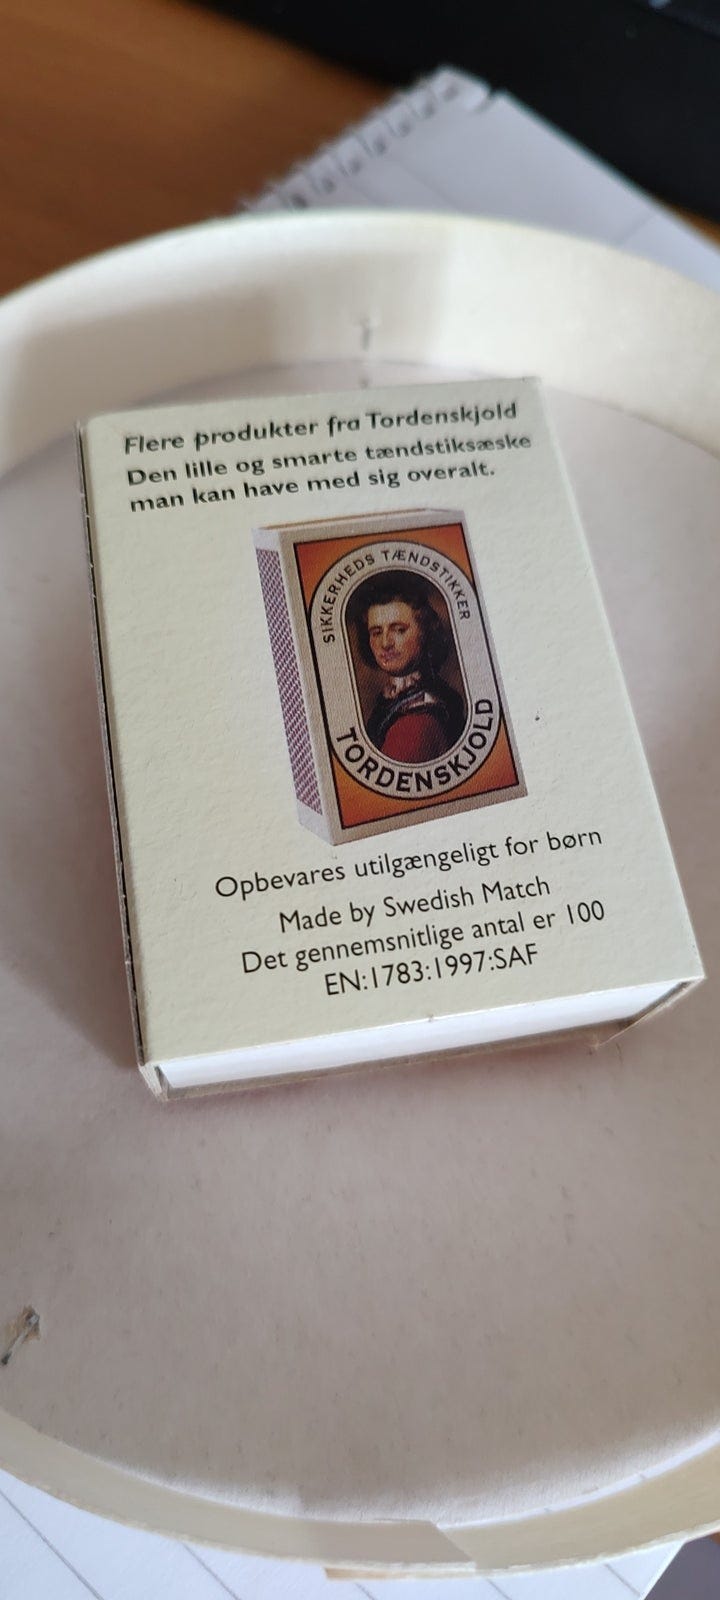 Flere produkter fra Tordenskjold
Den lille og smarte tændstiksæske
man kan have med sig overalt.
SIKKERHEDS TÆNDSTIKKER
TORDENSKJOLD
Opbevares utilgængeligt for børn
Made by Swedish Match
Det gennemsnitlige antal er 100
EN:1783:1997:SAF